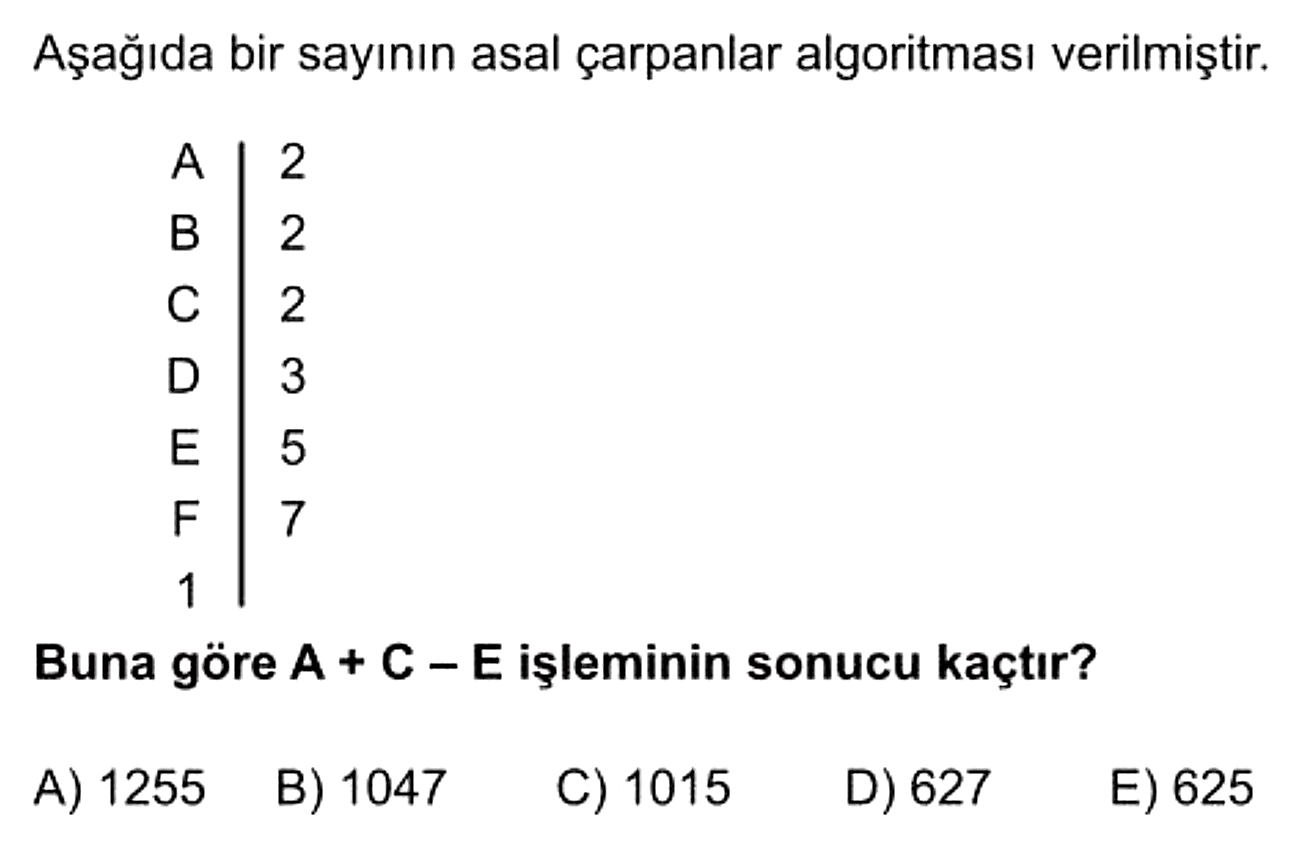 Aşağıda bir sayının asal çarpanlar algoritması verilmiştir.
A 2
B 2
C 2
D 3
E 5
F 7
1
Buna göre A + C – E işleminin sonucu kaçtır?
A) 1255 B) 1047 C) 1015 D) 627 E) 625